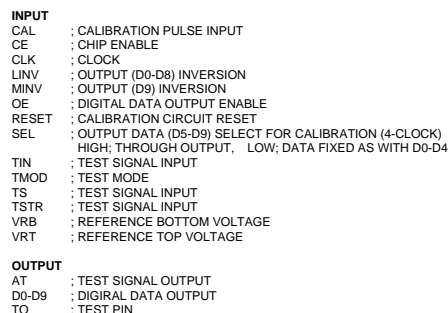 INPUT
CAL ; CALIBRATION PULSE INPUT
CE ; CHIP ENABLE
CLK ; CLOCK
LINV ; OUTPUT (D0-D8) INVERSION
MINV ; OUTPUT (D9) INVERSION
OE ; DIGITAL DATA OUTPUT ENABLE
RESET ; CALIBRATION CIRCUIT RESET
SEL ; OUTPUT DATA (D5-D9) SELECT FOR CALIBRATION (4-CLOCK)
HIGH; THROUGH OUTPUT, LOW; DATA FIXED AS WITH D0-D4
TIN ; TEST SIGNAL INPUT
TMOD ; TEST MODE
TS ; TEST SIGNAL INPUT
TSTR ; TEST SIGNAL INPUT
VRB ; REFERENCE BOTTOM VOLTAGE
VRT ; REFERENCE TOP VOLTAGE
OUTPUT
AT ; TEST SIGNAL OUTPUT
D0-D9 ; DIGIRAL DATA OUTPUT
TO ; TEST PIN